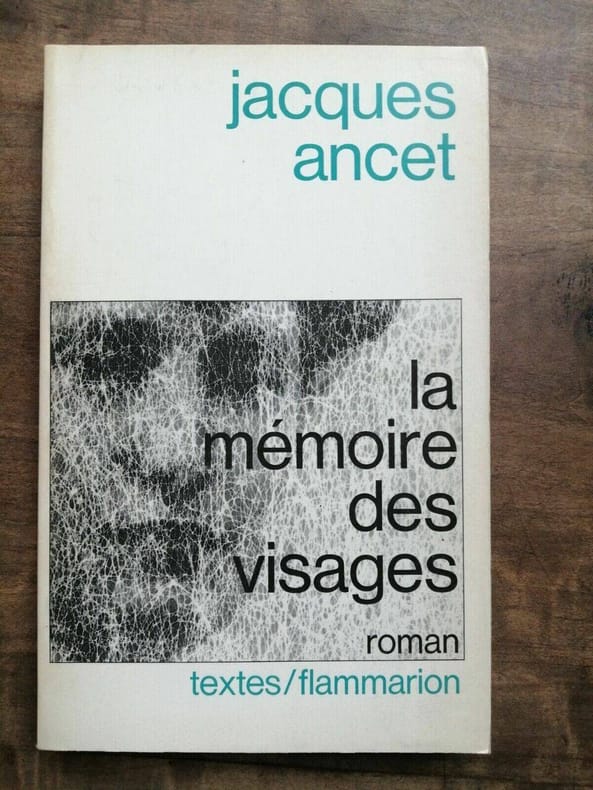 jacques
ancet
la
mémoire
des
visages
roman
textes/flammarion